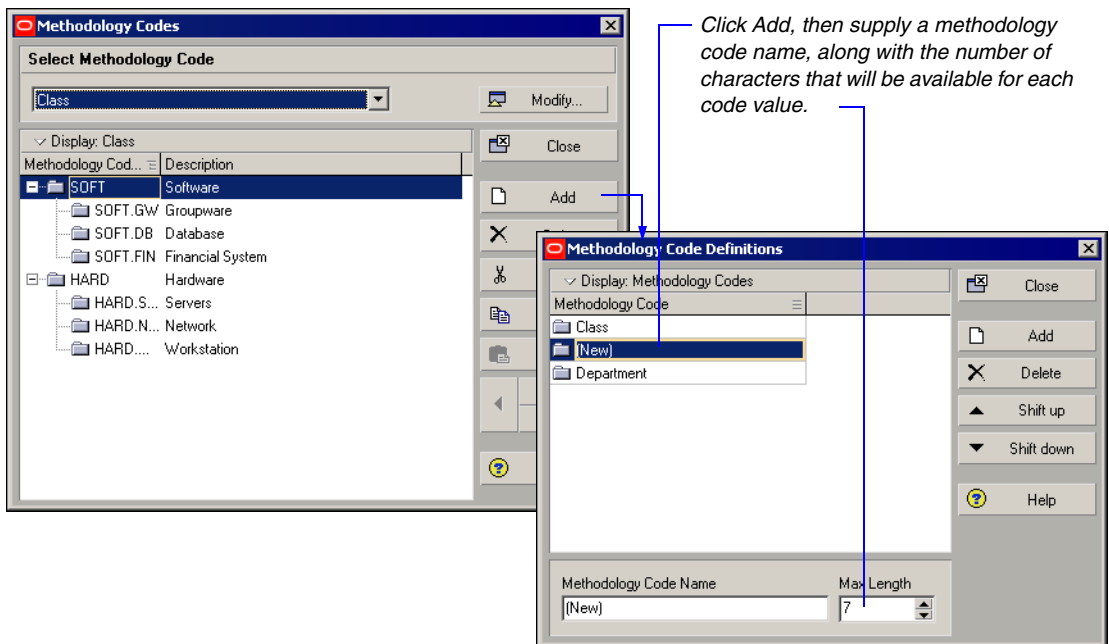 Methodology Codes
Select Methodology Code
Class
Modify...
Display: Class
Methodology Cod...
Description
SOFT
Software
SOFT.GW
Groupware
SOFT.DB
Database
SOFT.FIN
Financial System
HARD
Hardware
HARD.S...
Servers
HARD.N...
Network
HARD....
Workstation
Close
Add
Click Add, then supply a methodology
code name, along with the number of
characters that will be available for each
code value.
Methodology Code Definitions
Display: Methodology Codes
Methodology Code
Class
(New)
Department
Close
Add
Delete
Shift up
Shift down
Help
Methodology Code Name
Max Length
(New)
7